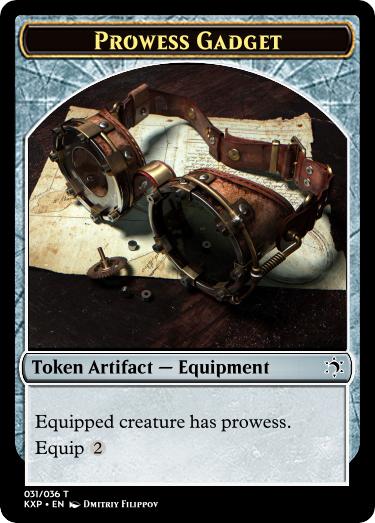 PROWESS GADGET
Token Artifact — Equipment
Equipped creature has prowess.
Equip 2
031/036 T
KXP • EN DMITRIY FILIPPOV